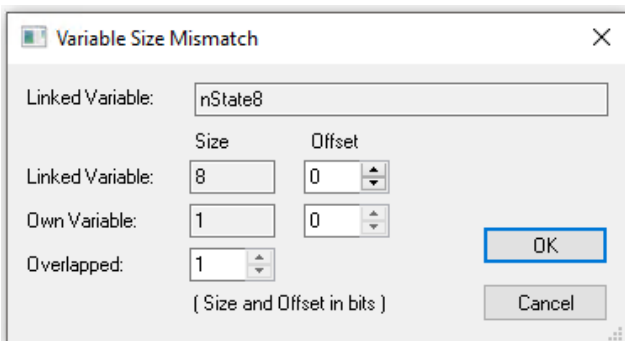 Variable Size Mismatch
Linked Variable: nState8
Size Offset
Linked Variable: 8 0
Own Variable: 1 0
OK
Overlapped: 1
( Size and Offset in bits ) Cancel